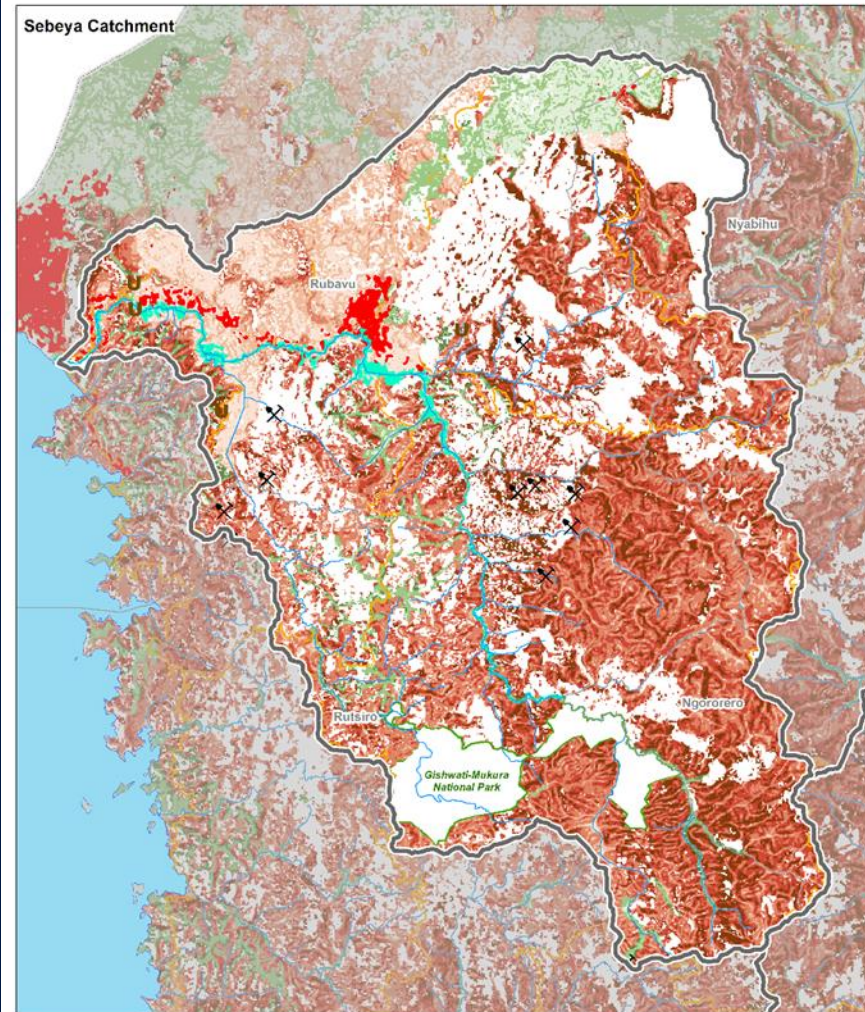 Sebeya Catchment
Nyabihu
Rubavu
Ngororero
Rutsiro
Gishwati-Mukura
National Park